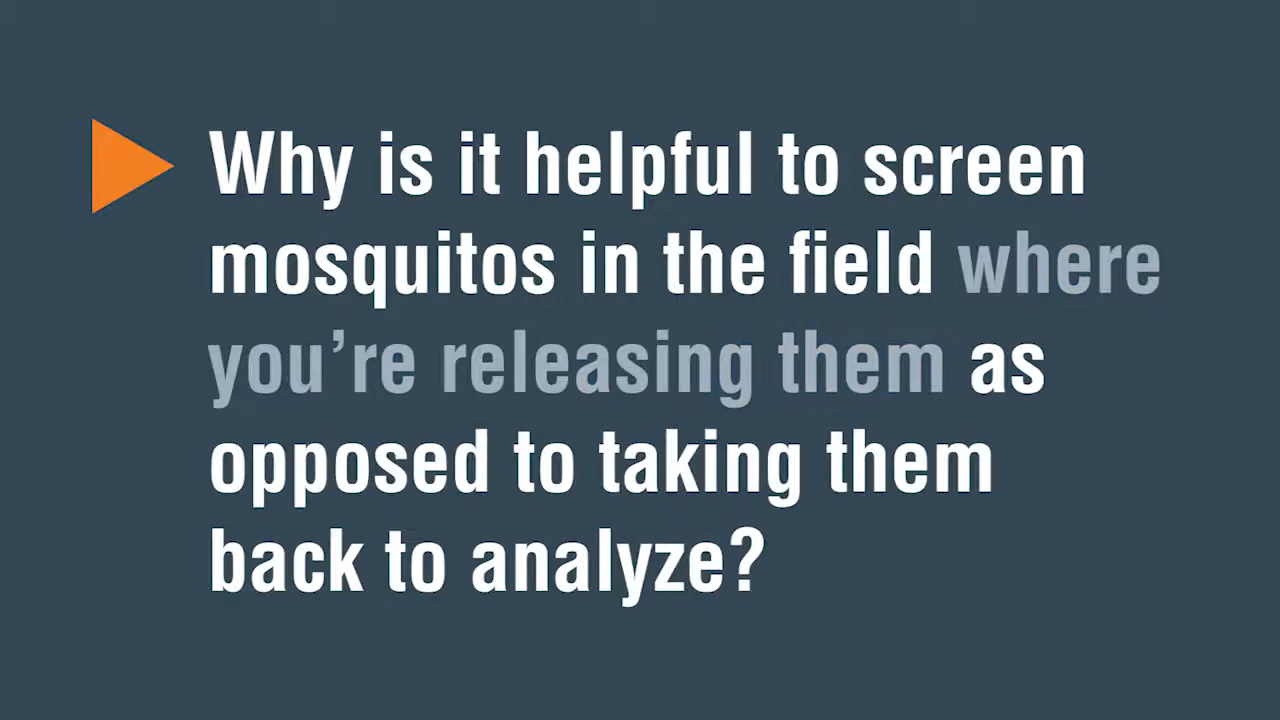 Why is it helpful to screen
mosquitos in the field where
you’re releasing them as
opposed to taking them
back to analyze?